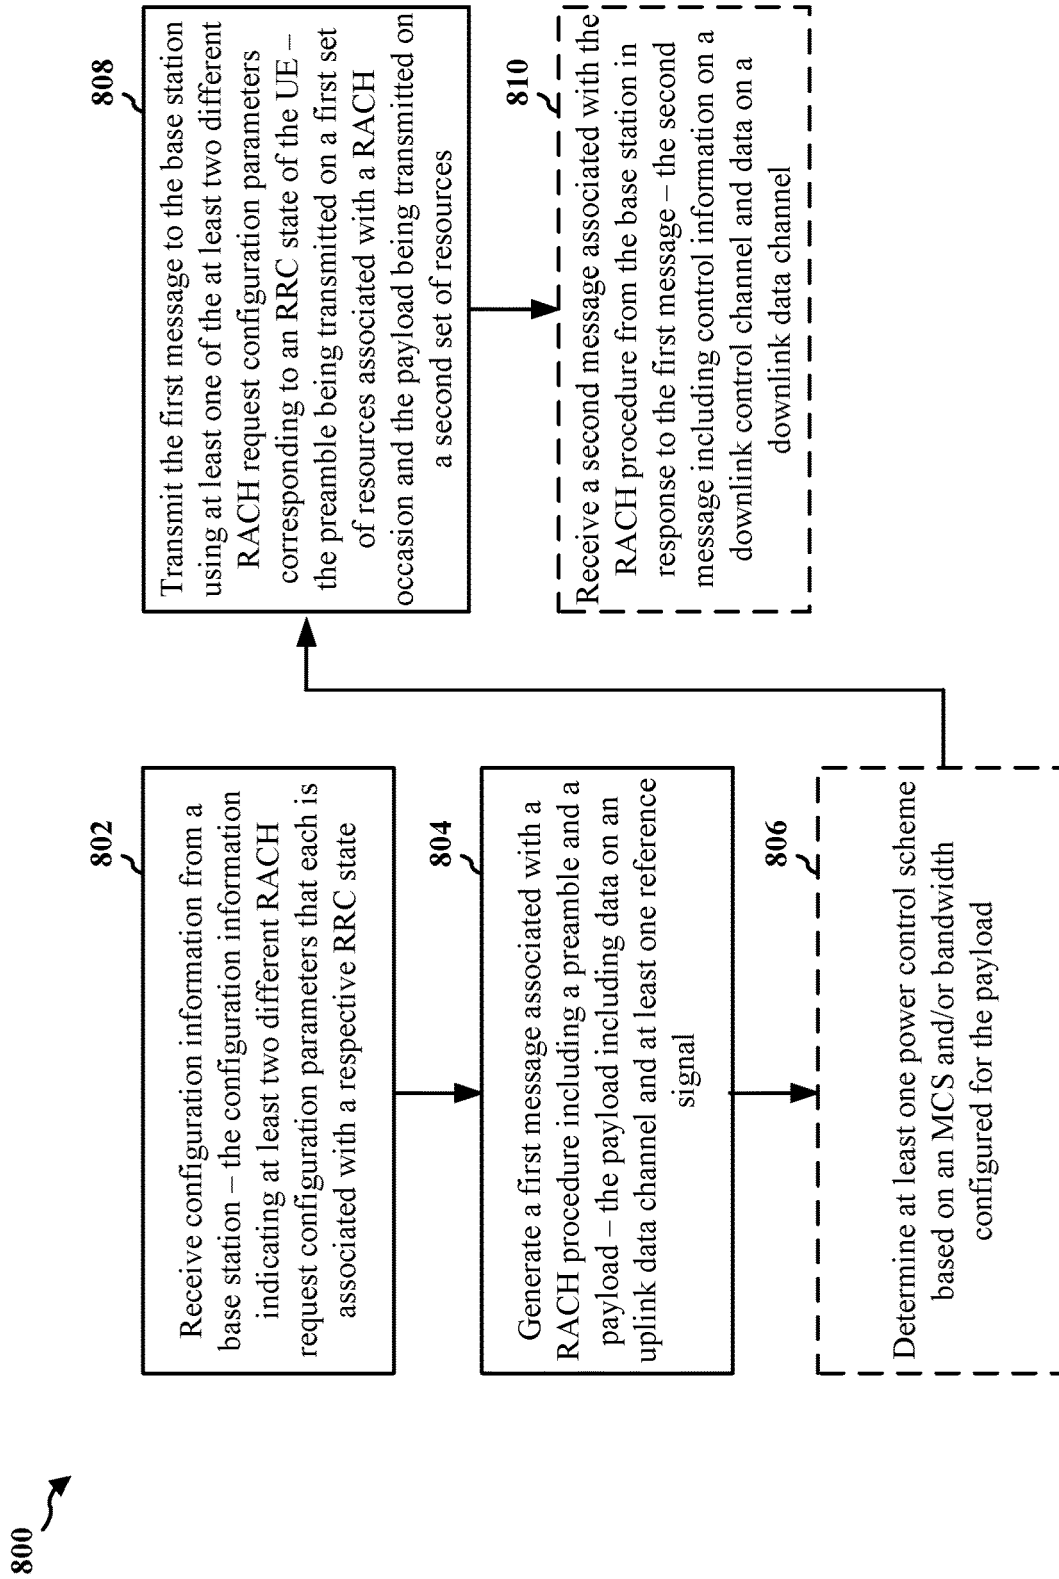 800
802
Receive configuration information from a
base station – the configuration information
indicating at least two different RACH
request configuration parameters that each is
associated with a respective RRC state
804
Generate a first message associated with a
RACH procedure including a preamble and a
payload – the payload including data on an
uplink data channel and at least one reference
signal
806
Determine at least one power control scheme
based on an MCS and/or bandwidth
configured for the payload
808
Transmit the first message to the base station
using at least one of the at least two different
RACH request configuration parameters
corresponding to an RRC state of the UE –
the preamble being transmitted on a first set
of resources associated with a RACH
occasion and the payload being transmitted on
a second set of resources
810
Receive a second message associated with the
RACH procedure from the base station in
response to the first message – the second
message including control information on a
downlink control channel and data on a
downlink data channel